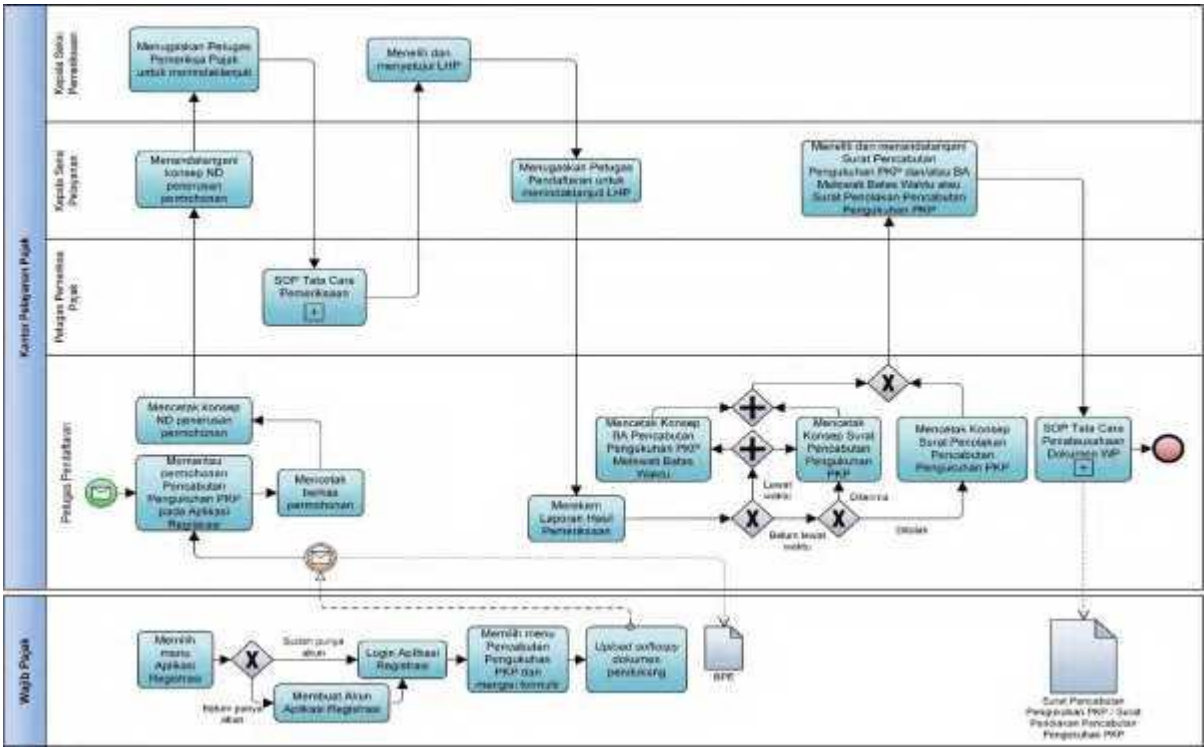 Kantor Pelayanan Pajak
Kepala Seksi
Pemeriksaan
Menugaskan Petugas
Pemeriksa Pajak
untuk menindaklanjuti
Meneliti dan
menyetujui LHP
Kepala Seksi
Pelayanan
Menandatangani
konsep ND
penerusan
permohonan
Menugaskan Petugas
Pendaftaran untuk
menindaklanjuti LHP
Meneliti dan menandatangani
Surat Pencabutan
Pengukuhan PKP dan/atau BA
Melewati Batas Waktu atau
Surat Penolakan Pencabutan
Pengukuhan PKP
Petugas Pemeriksa
Pajak
SOP Tata Cara
Pemeriksaan
Petugas Pendaftaran
Mencetak konsep
ND penerusan
permohonan
Memantau
permohonan
Pencabutan
Pengukuhan PKP
pada Aplikasi
Registrasi
Mencetak
berkas
permohonan
Merekam
Laporan Hasil
Pemeriksaan
Mencetak Konsep
BA Pencabutan
Pengukuhan PKP
Melewati Batas
Waktu
Mencetak
Konsep Surat
Pencabutan
Pengukuhan
PKP
Mencetak Konsep
Surat Penolakan
Pencabutan
Pengukuhan PKP
SOP Tata Cara
Penatausahaan
Dokumen WP
Lewat
waktu
Diterima
Belum lewat
waktu
Ditolak
Wajib Pajak
Memilih
menu
Aplikasi
Registrasi
Sudah punya
akun
Belum punya
akun
Login Aplikasi
Registrasi
Membuat Akun
Aplikasi Registrasi
Memilih menu
Pencabutan
Pengukuhan
PKP dan
mengisi formulir
Upload softcopy
dokumen
pendukung
BPE
Surat Pencabutan
Pengukuhan PKP / Surat
Pencabutan
Pengukuhan PKP